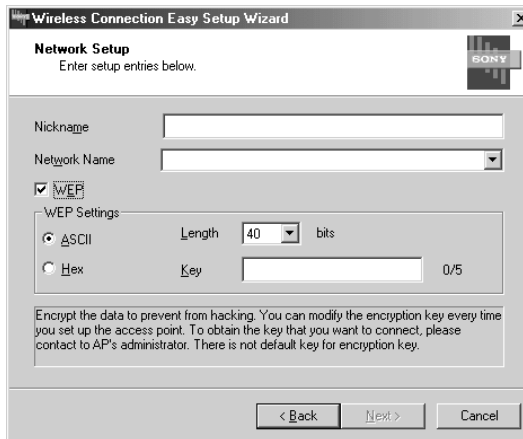 Wireless Connection Easy Setup Wizard
Network Setup
Enter setup entries below.
SONY
Nickname
Network Name
WEP
WEP Settings
ASCII
Length 40 bits
Hex
Key 0/5
Encrypt the data to prevent from hacking. You can modify the encryption key every time
you set up the access point. To obtain the key that you want to connect, please
contact to AP's administrator. There is not default key for encryption key.
< Back Next > Cancel